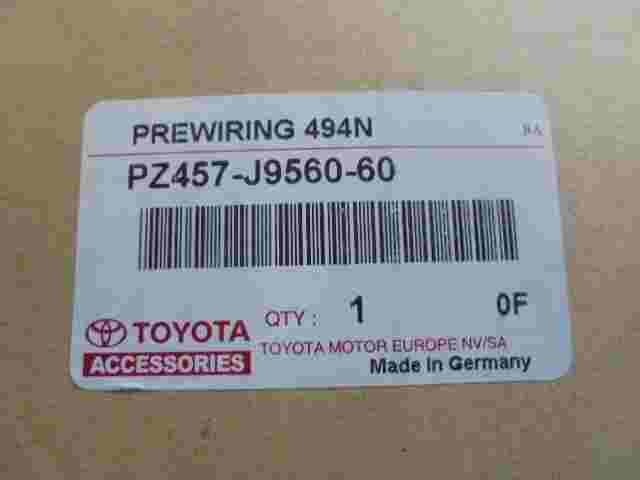 PREWIRING 494N
PZ457-J9560-60
QTY : 1 0F
TOYOTA
ACCESSORIES
TOYOTA MOTOR EUROPE NV/SA
Made In Germany